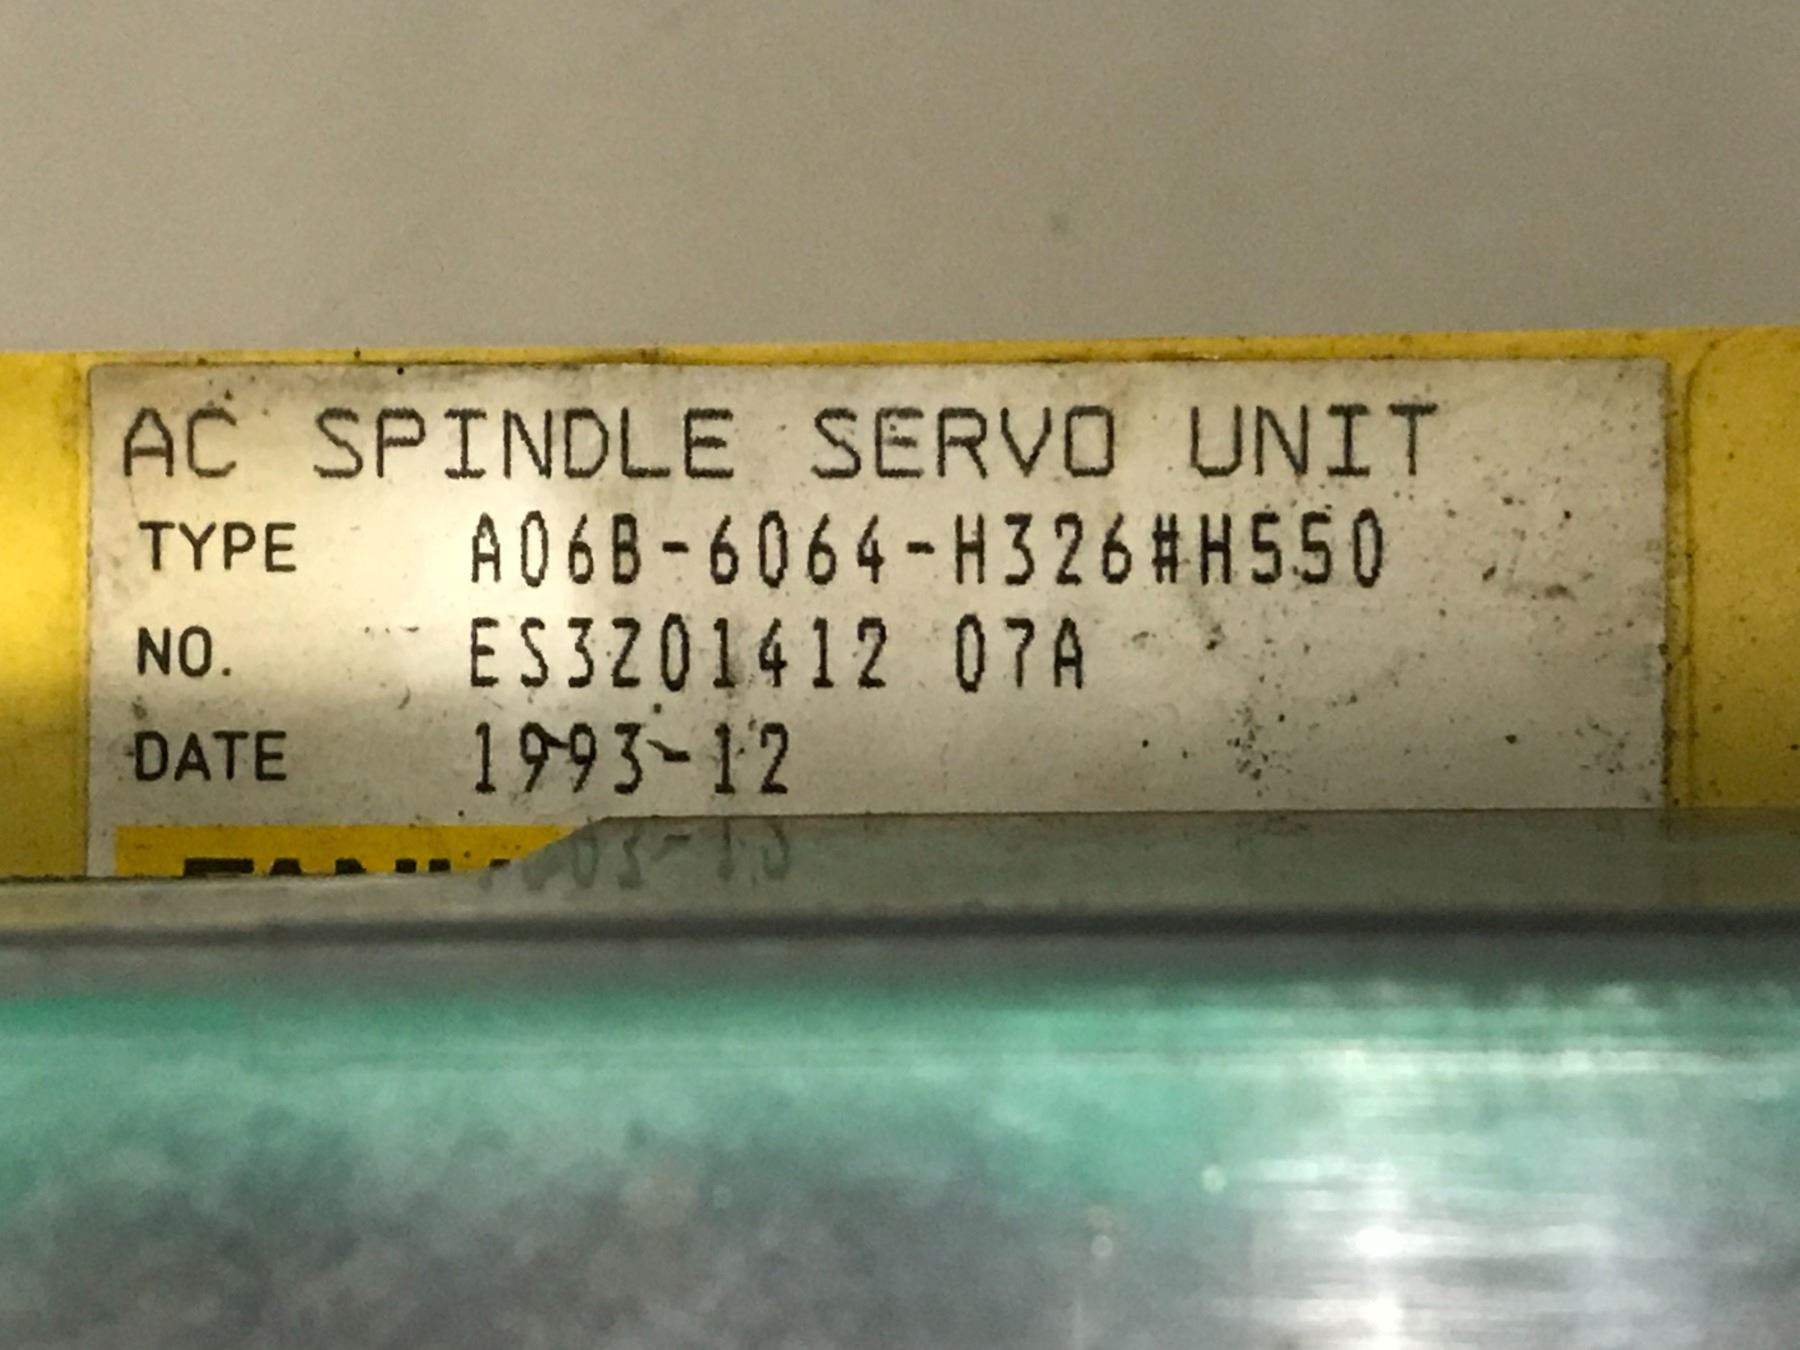 AC SPINDLE SERVO UNIT
TYPE A06B-6064-H326#H550
NO. ES3Z01412 07A
DATE 1993-12